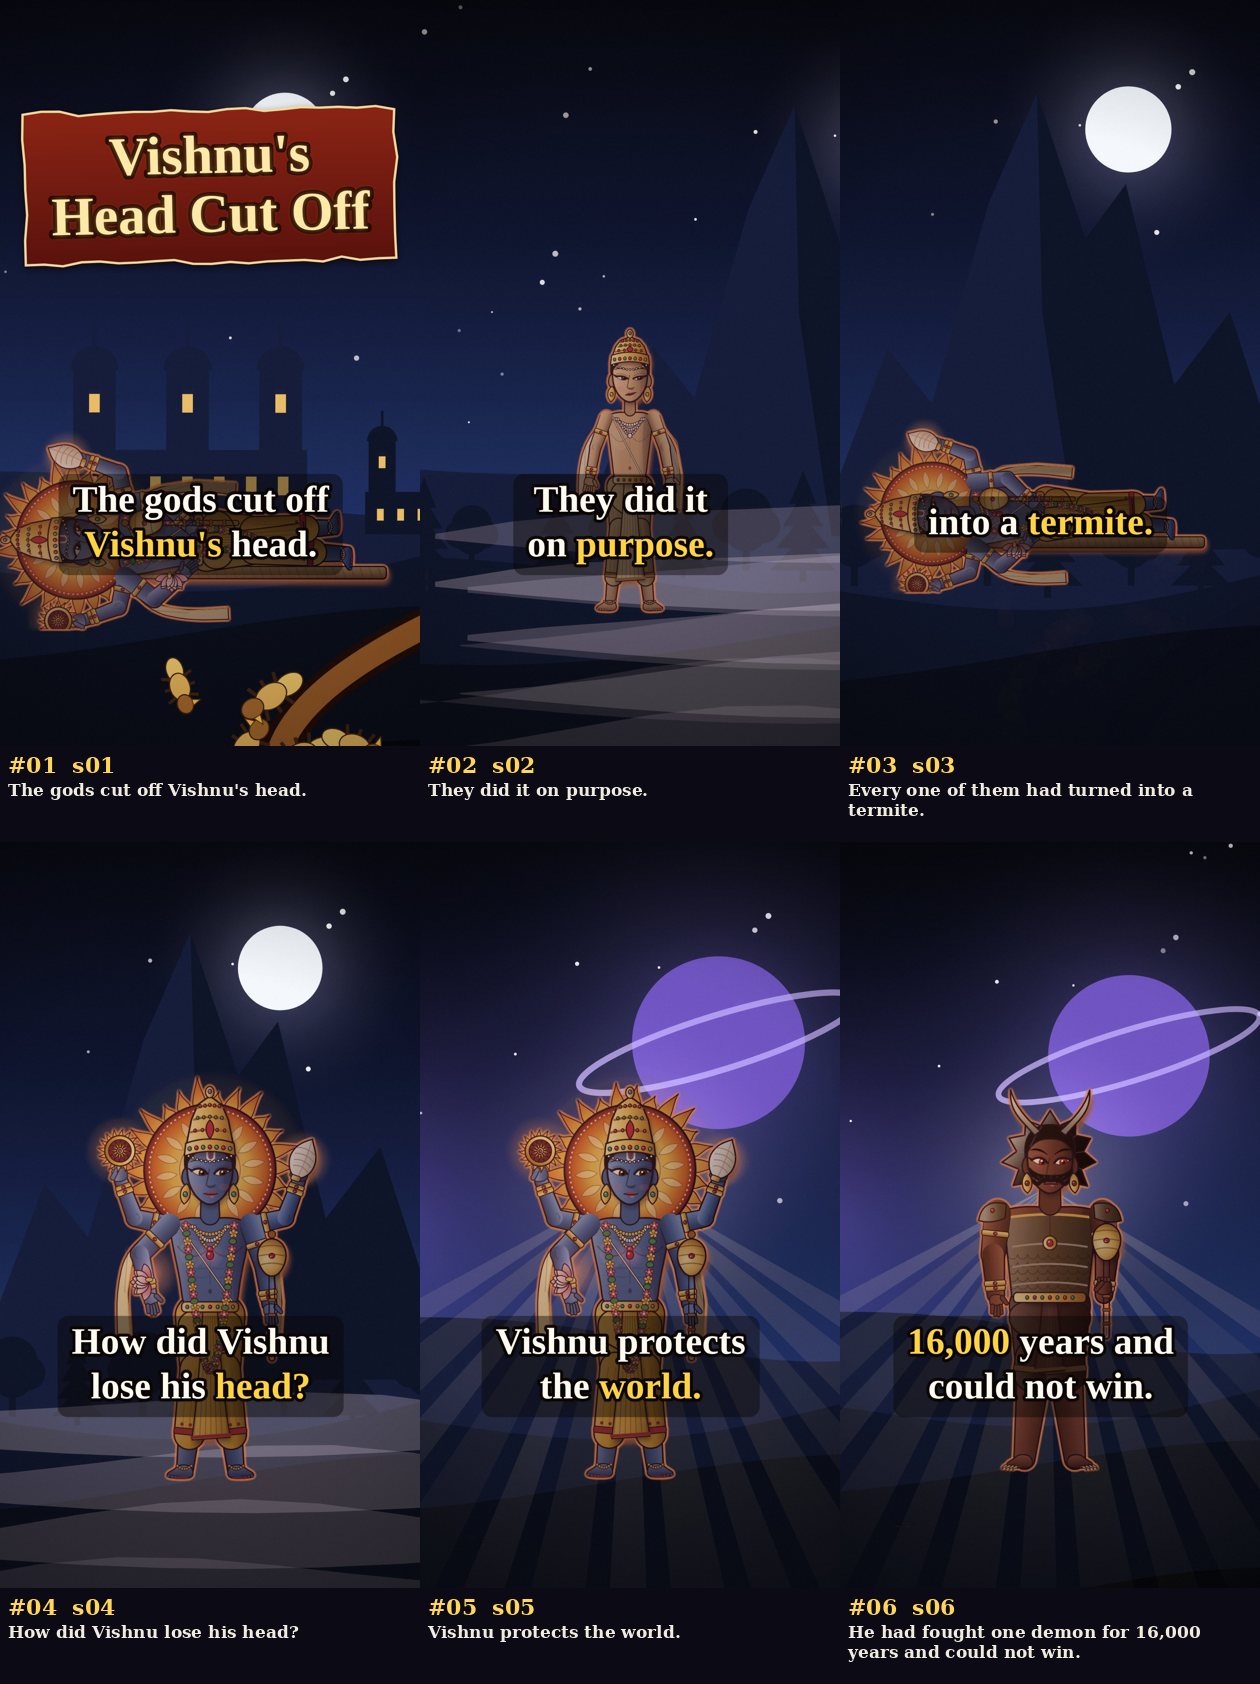 Vishnu's
Head Cut Off
The gods cut off
Vishnu's head.
They did it
on purpose.
into a termite.
#01 s01
The gods cut off Vishnu's head.
#02 s02
They did it on purpose.
#03 s03
Every one of them had turned into a
termite.
How did Vishnu
lose his head?
Vishnu protects
the world.
16,000 years and
could not win.
#04 s04
How did Vishnu lose his head?
#05 s05
Vishnu protects the world.
#06 s06
He had fought one demon for 16,000
years and could not win.